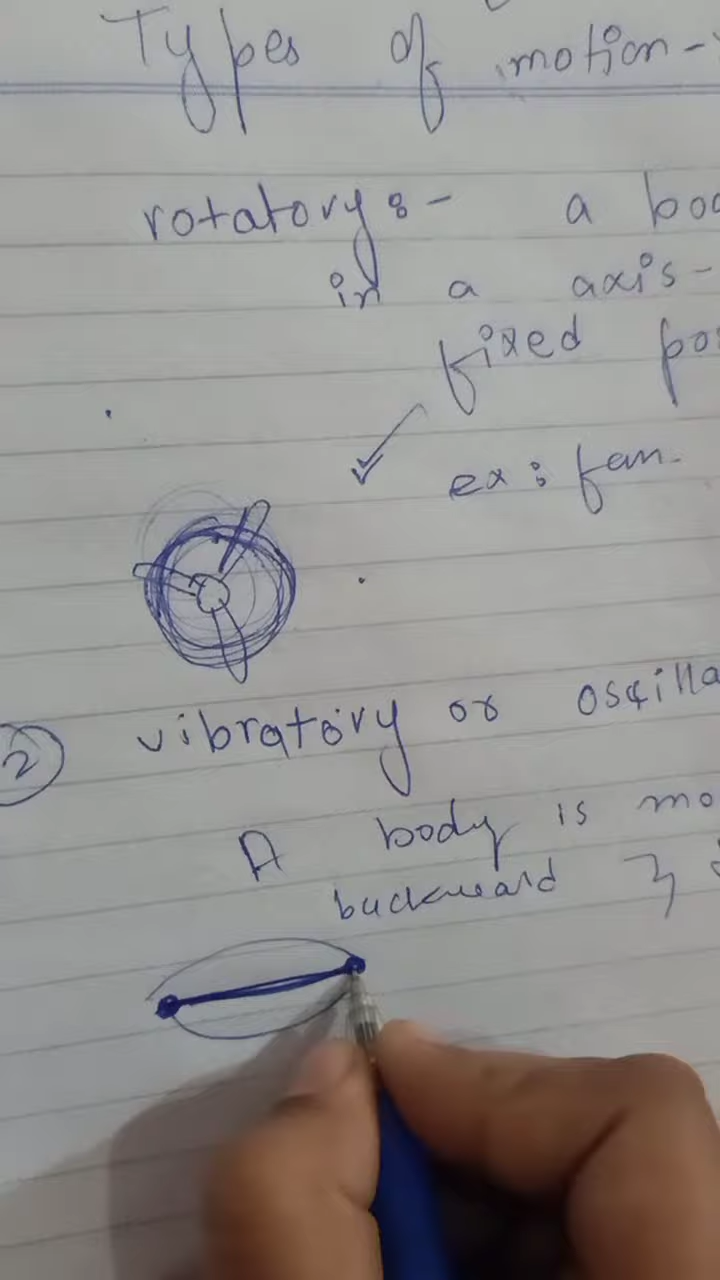 Types of motion-
rotatory:- a
in a axis-
fixed
ex: fan.
2 vibratory or
A body is
backward